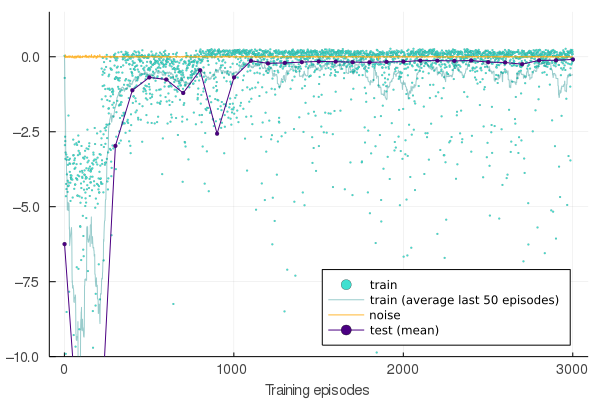 0.0
−2.5
−5.0
−7.5
−10.0
0
1000
2000
3000
Training episodes
train
train (average last 50 episodes)
noise
test (mean)